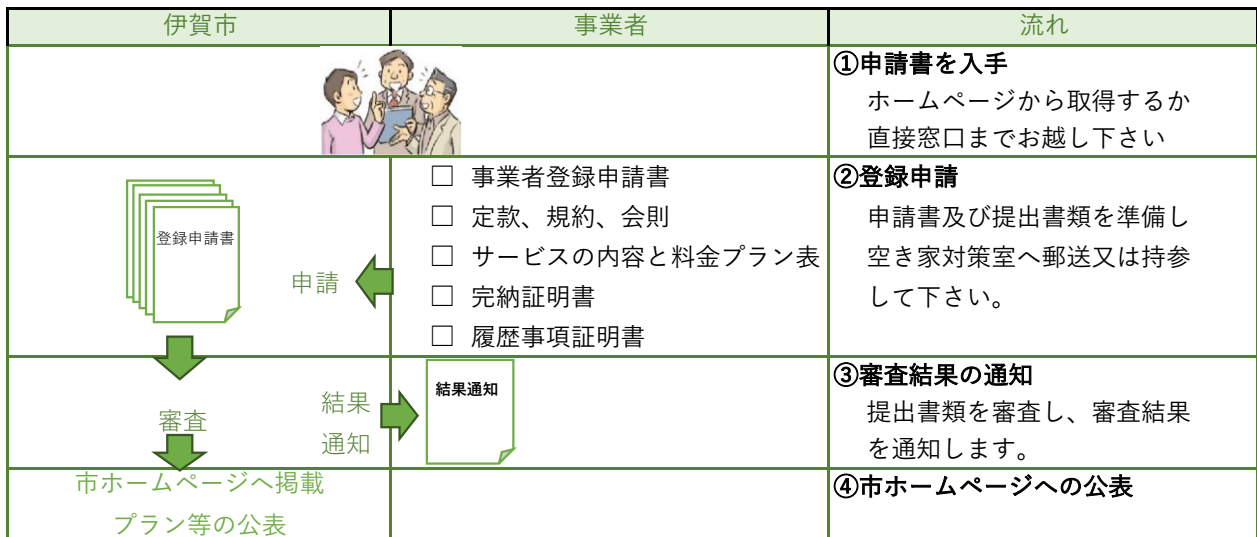 伊賀市
事業者
流れ
①申請書を入手
ホームページから取得するか
直接窓口までお越し下さい
登録申請書
申請
□ 事業者登録申請書
□ 定款、規約、会則
□ サービスの内容と料金プラン表
□ 完納証明書
□ 履歴事項証明書
②登録申請
申請書及び提出書類を準備し
空き家対策室へ郵送又は持参
して下さい。
審査
結果
通知
結果通知
③審査結果の通知
提出書類を審査し、審査結果
を通知します。
市ホームページへ掲載
プラン等の公表
④市ホームページへの公表